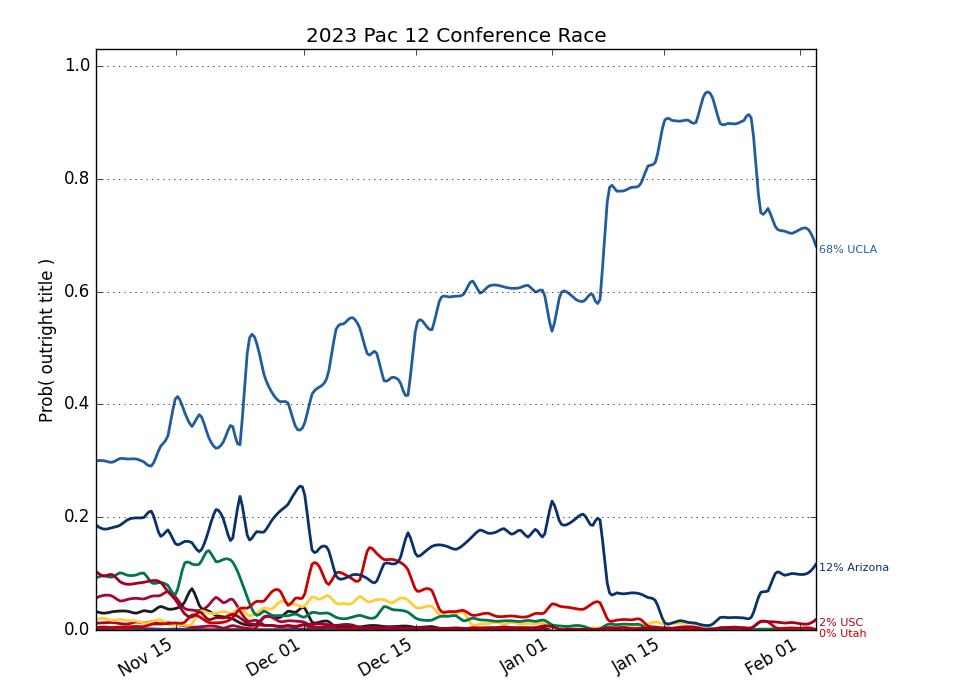 2023 Pac 12 Conference Race
Prob( outright title )
1.0
0.8
0.6
0.4
0.2
0.0
68% UCLA
12% Arizona
2% USC
0% Utah
Nov 15
Dec 01
Dec 15
Jan 01
Jan 15
Feb 01